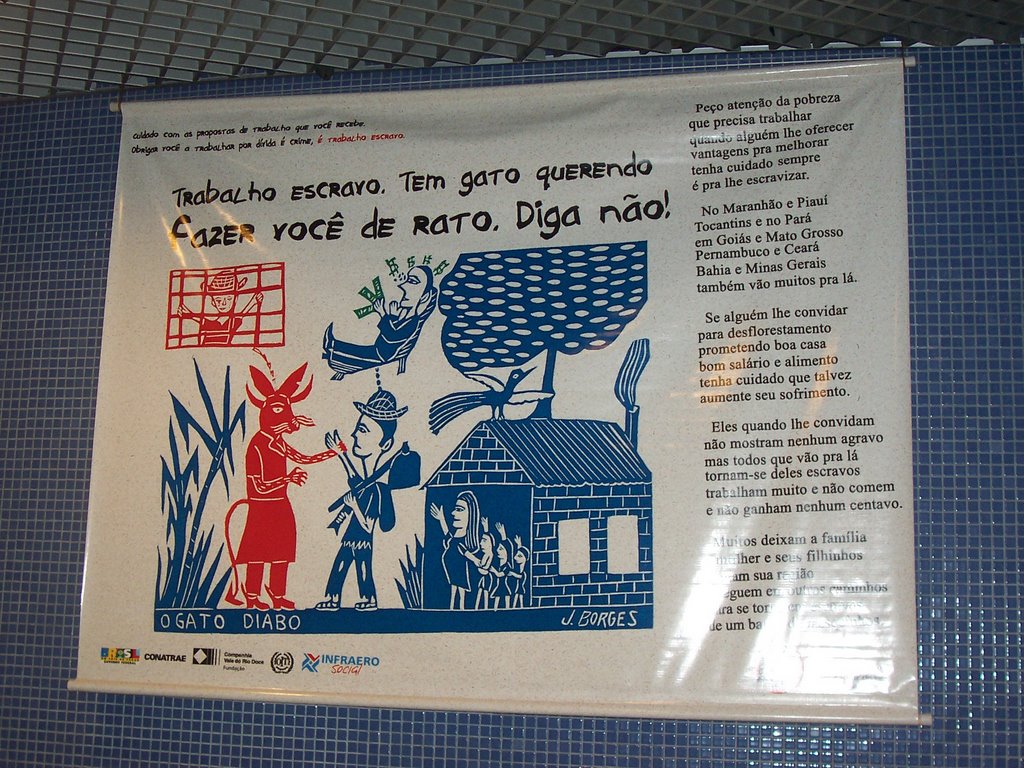 Cuidado com as propostas de trabalho que você recebe.
Obrigar você a trabalhar por dívida é crime, é trabalho escravo.
Trabalho escravo. Tem gato querendo
fazer você de rato. Diga não!
$ $ $ $
O GATO DIABO
J. BORGES
BRASIL
GOVERNO FEDERAL
CONATRAE
Companhia
Vale do Rio Doce
Fundação
INFRAERO
Social
Peço atenção da pobreza
que precisa trabalhar
quando alguém lhe oferecer
vantagens pra melhorar
tenha cuidado sempre
é pra lhe escravizar.
No Maranhão e Piauí
Tocantins e no Pará
em Goiás e Mato Grosso
Pernambuco e Ceará
Bahia e Minas Gerais
também vão muitos pra lá.
Se alguém lhe convidar
para desflorestamento
prometendo boa casa
bom salário e alimento
tenha cuidado que talvez
aumente seu sofrimento.
Eles quando lhe convidam
não mostram nenhum agravo
mas todos que vão pra lá
tornam-se deles escravos
trabalham muito e não comem
e não ganham nenhum centavo.
Muitos deixam a família
mulher e seus filhinhos
sua região
em outros caminhos
se
de um